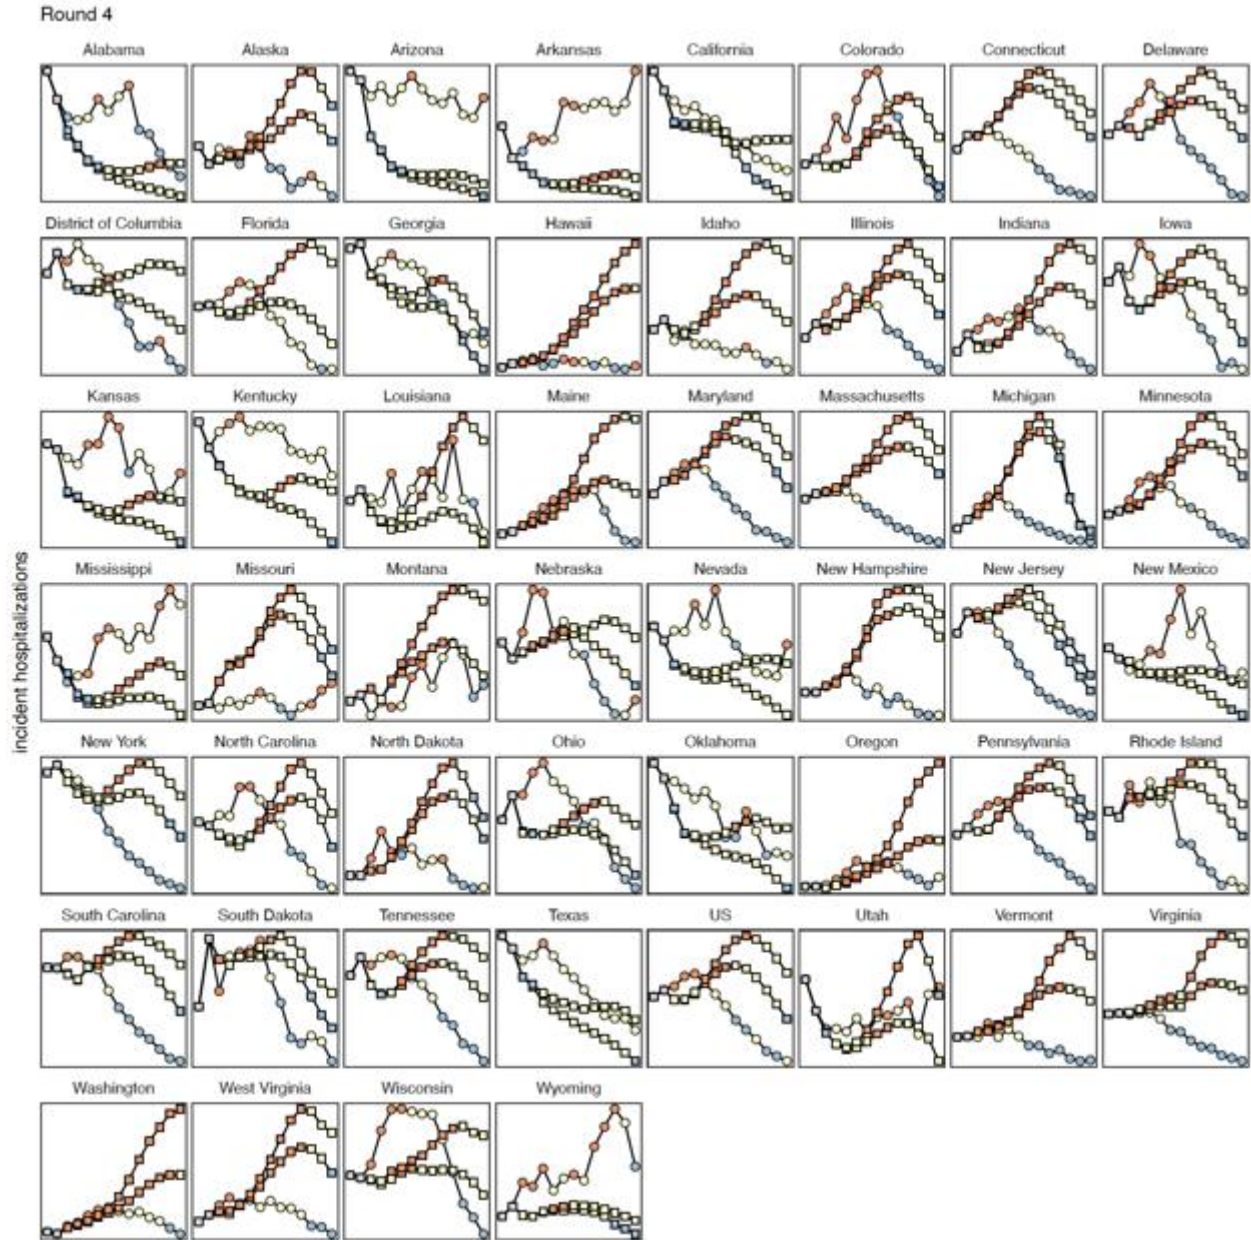 Round 4
Alabama Alaska Arizona Arkansas California Colorado Connecticut Delaware
District of Columbia Florida Georgia Hawaii Idaho Illinois Indiana Iowa
Kansas Kentucky Louisiana Maine Maryland Massachusetts Michigan Minnesota
incident hospitalizations
Mississippi Missouri Montana Nebraska Nevada New Hampshire New Jersey New Mexico
New York North Carolina North Dakota Ohio Oklahoma Oregon Pennsylvania Rhode Island
South Carolina South Dakota Tennessee Texas US Utah Vermont Virginia
Washington West Virginia Wisconsin Wyoming